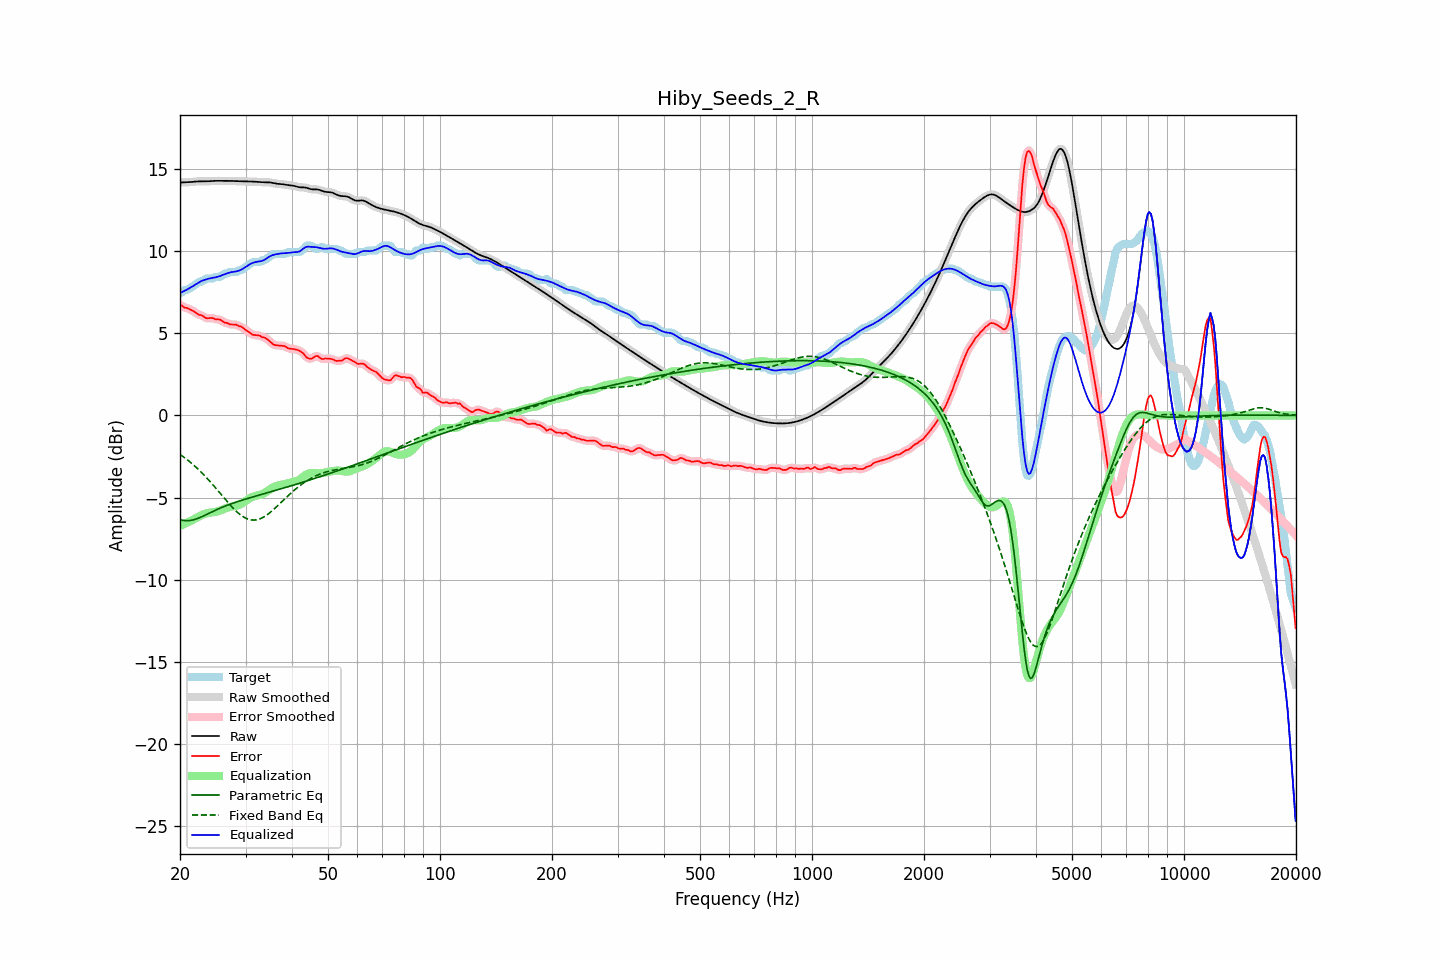 Hiby_Seeds_2_R
Amplitude (dBr)
15
10
5
0
−5
−10
−15
−20
−25
Target
Raw Smoothed
Error Smoothed
Raw
Error
Equalization
Parametric Eq
Fixed Band Eq
Equalized
20 50 100 200 500 1000 2000 5000 10000 20000
Frequency (Hz)